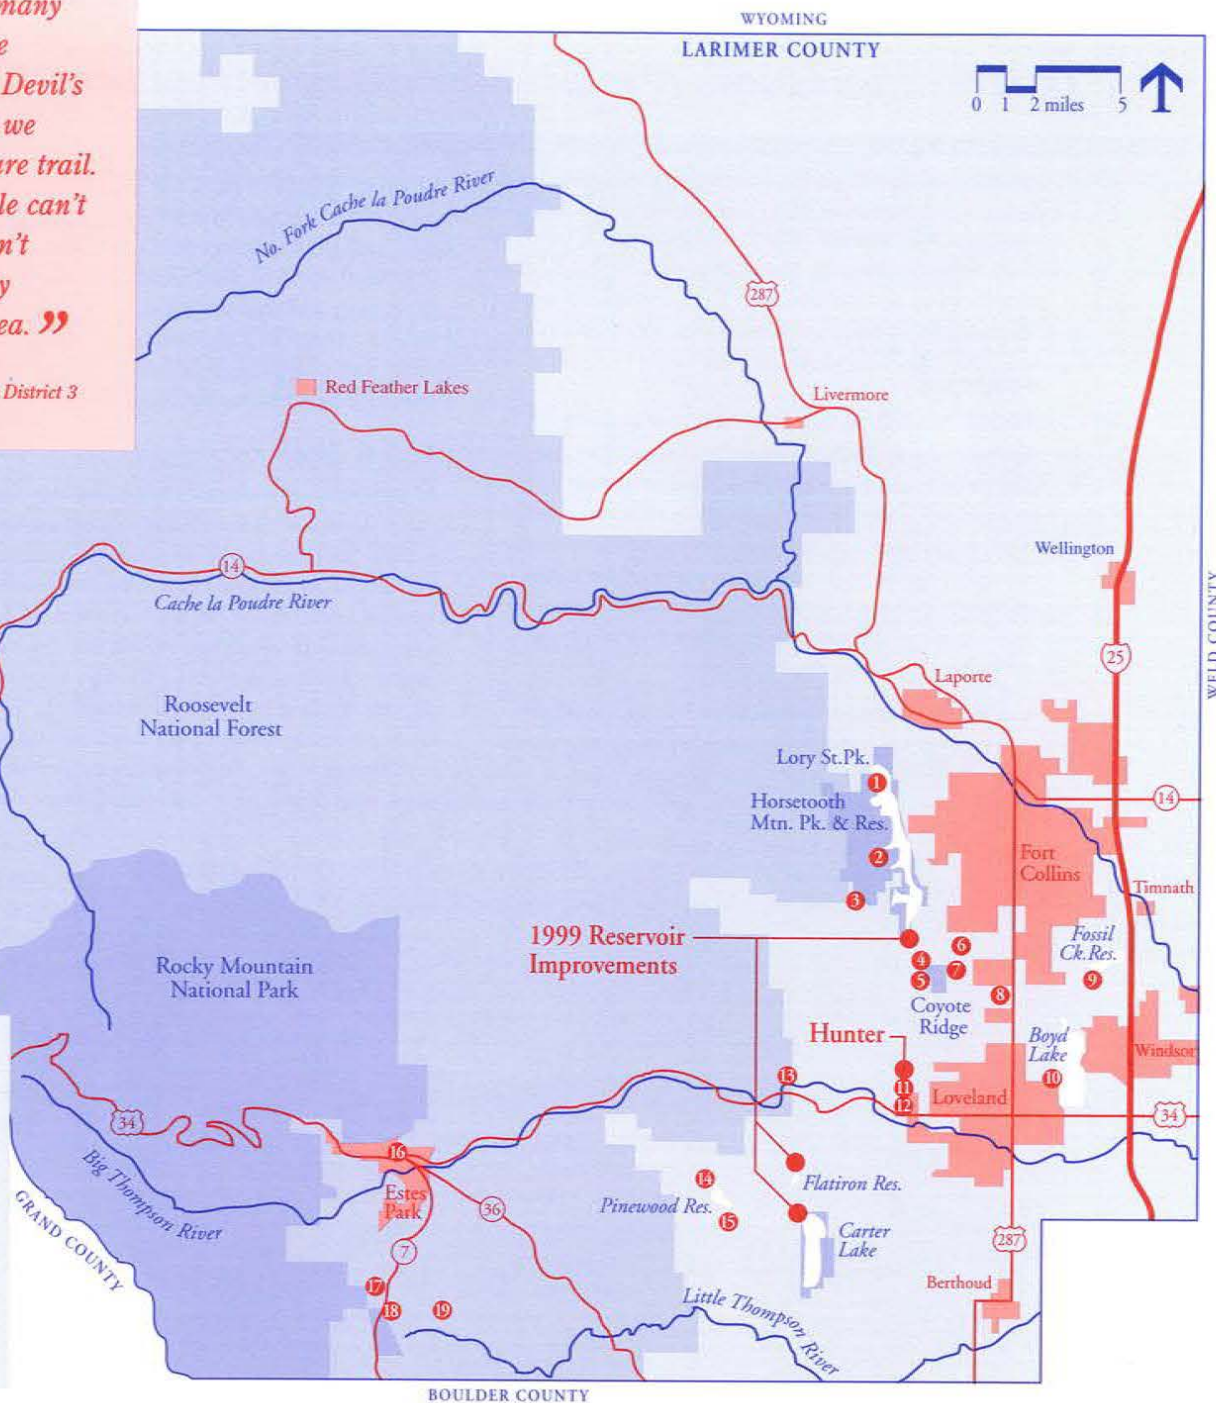 many
e
Devil's
we
are trail.
le can't
n't
y
ea. ”
District 3
WYOMING
LARIMER COUNTY
0 1 2 miles 5
No. Fork Cache la Poudre River
287
Red Feather Lakes
Livermore
Wellington
14
Cache la Poudre River
WELD COUNTY
25
Roosevelt
National Forest
Laporte
Lory St.Pk.
1
14
Horsetooth
Mtn. Pk. & Res.
2
Fort
Collins
3
Timnath
1999 Reservoir
Improvements
6
4
7
5
8
Fossil
Ck.Res.
9
Rocky Mountain
National Park
Coyote
Ridge
Hunter
Boyd
Lake
10
Windsor
13
11
12
Loveland
34
34
16
Big Thompson River
Estes
Park
14
Pinewood Res.
15
Flatiron Res.
36
GRAND COUNTY
7
Carter
Lake
287
Berthoud
17
18
19
Little Thompson River
BOULDER COUNTY